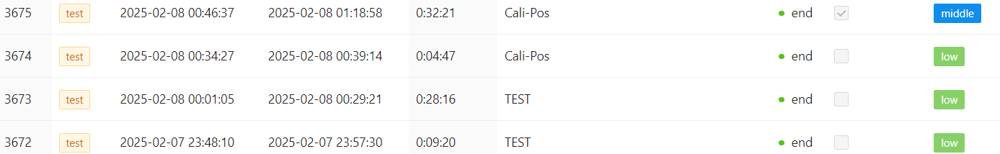 3675 test 2025-02-08 00:46:37 2025-02-08 01:18:58 0:32:21 Cali-Pos end middle
3674 test 2025-02-08 00:34:27 2025-02-08 00:39:14 0:04:47 Cali-Pos end low
3673 test 2025-02-08 00:01:05 2025-02-08 00:29:21 0:28:16 TEST end low
3672 test 2025-02-07 23:48:10 2025-02-07 23:57:30 0:09:20 TEST end low